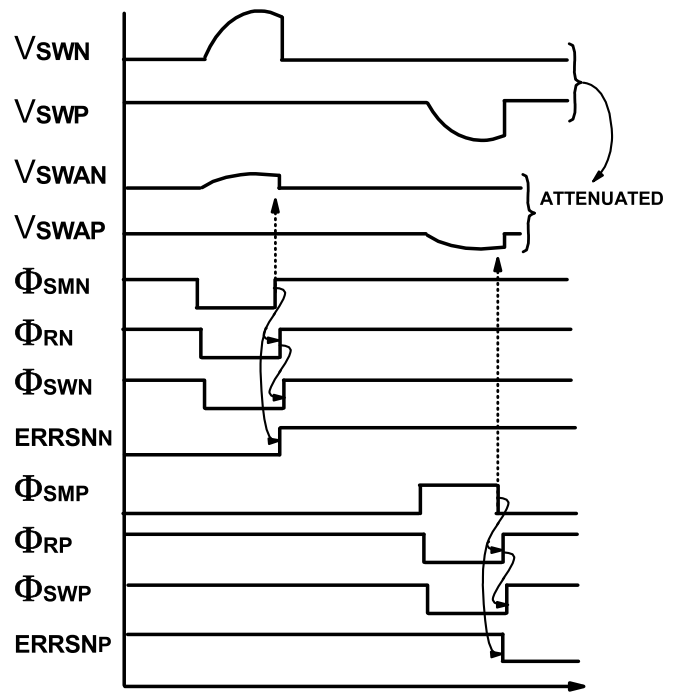 VSWN
VSWP
VSWAN
ATTENUATED
VSWAP
ΦSMN
ΦRN
ΦSWN
ERRSNN
ΦSMP
ΦRP
ΦSWP
ERRSNP